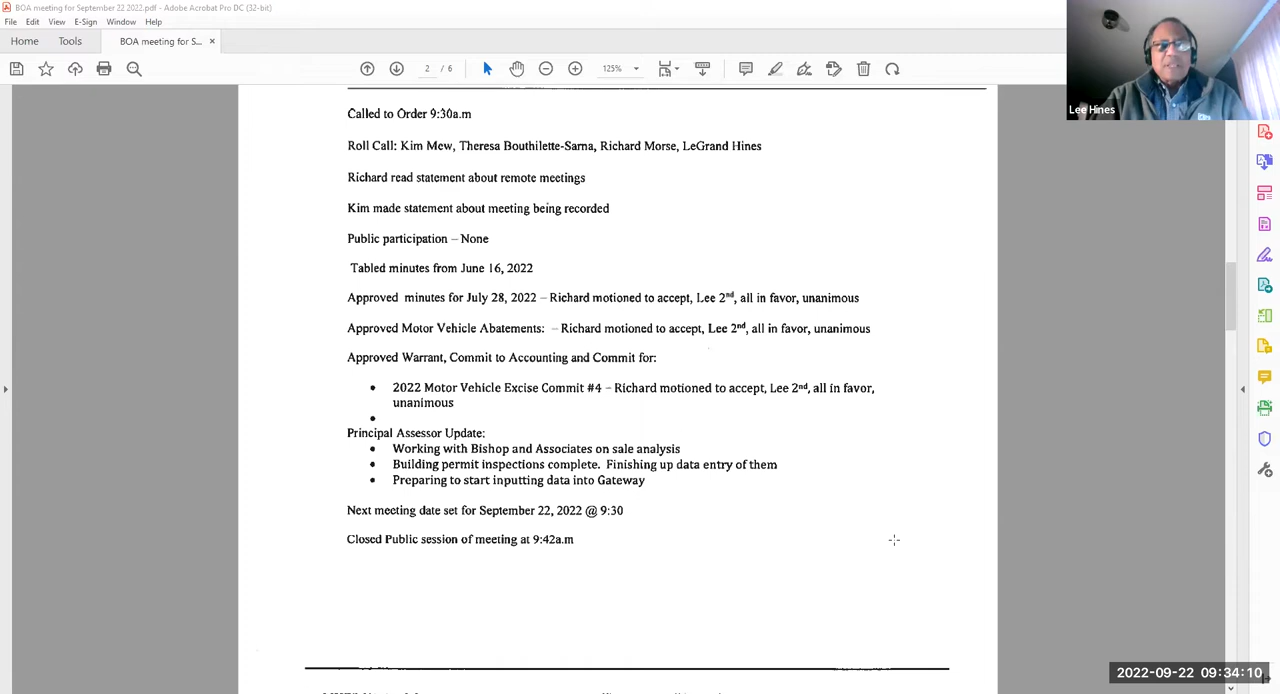 BOA meeting for September 22 2022.pdf - Adobe Acrobat Pro DC (32-bit)
File Edit View E-Sign Window Help
Home Tools BOA meeting for S... ×
2 / 6 125%
Lee Hines
Called to Order 9:30a.m
Roll Call: Kim Mew, Theresa Bouthilette-Sarna, Richard Morse, LeGrand Hines
Richard read statement about remote meetings
Kim made statement about meeting being recorded
Public participation – None
Tabled minutes from June 16, 2022
Approved minutes for July 28, 2022 – Richard motioned to accept, Lee 2nd, all in favor, unanimous
Approved Motor Vehicle Abatements: – Richard motioned to accept, Lee 2nd, all in favor, unanimous
Approved Warrant, Commit to Accounting and Commit for:
• 2022 Motor Vehicle Excise Commit #4 – Richard motioned to accept, Lee 2nd, all in favor,
unanimous
•
Principal Assessor Update:
• Working with Bishop and Associates on sale analysis
• Building permit inspections complete. Finishing up data entry of them
• Preparing to start inputting data into Gateway
Next meeting date set for September 22, 2022 @ 9:30
Closed Public session of meeting at 9:42a.m
2022-09-22 09:34:10